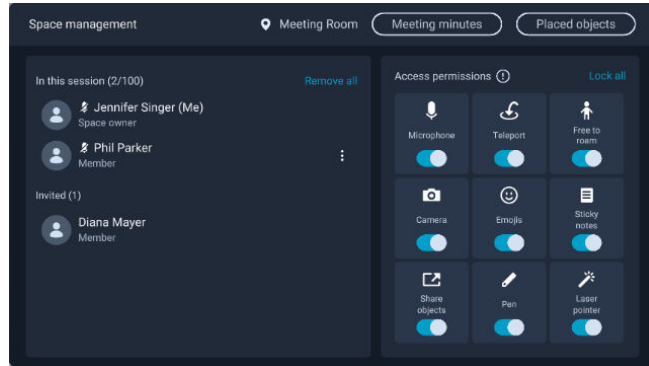 Space management
Meeting Room
Meeting minutes
Placed objects
In this session (2/100)
Remove all
Jennifer Singer (Me)
Space owner
Phil Parker
Member
Invited (1)
Diana Mayer
Member
Access permissions
Lock all
Microphone
Teleport
Free to
roam
Camera
Emojis
Sticky
notes
Share
objects
Pen
Laser
pointer